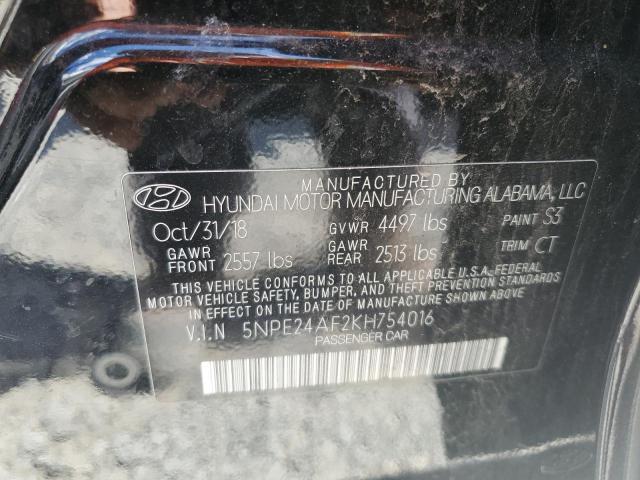 MANUFACTURED BY
HYUNDAI MOTOR MANUFACTURING ALABAMA, LLC
Oct/31/18 GVWR 4497 lbs PAINT S3
GAWR FRONT 2557 lbs GAWR REAR 2513 lbs TRIM CT
THIS VEHICLE CONFORMS TO ALL APPLICABLE U.S.A. FEDERAL
MOTOR VEHICLE SAFETY, BUMPER, AND THEFT PREVENTION
STANDARDS IN EFFECT ON THE DATE OF MANUFACTURE SHOWN ABOVE
V.I.N 5NPE24AF2KH754016
PASSENGER CAR